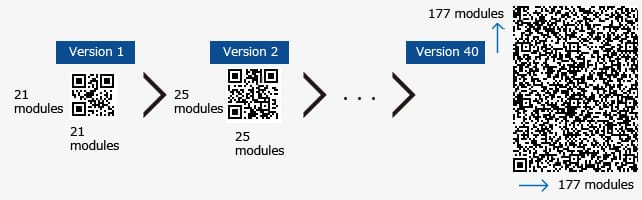 Version 1
21
modules
21
modules
Version 2
25
modules
25
modules
. . .
Version 40
177 modules
177 modules